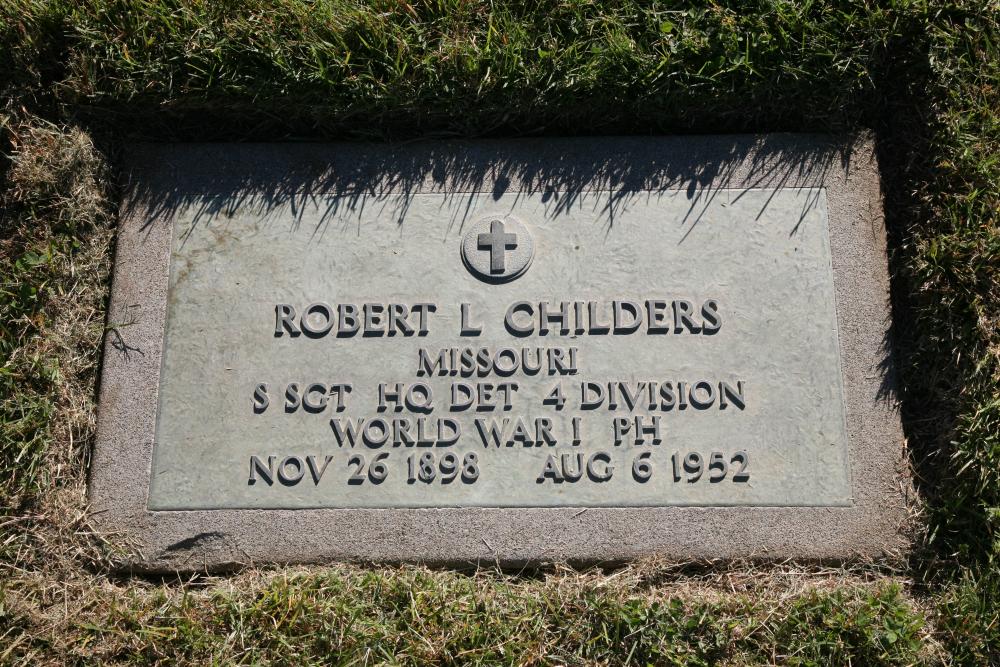 ROBERT L CHILDERS
MISSOURI
S SGT HQ DET 4 DIVISION
WORLD WAR I PH
NOV 26 1898 AUG 6 1952